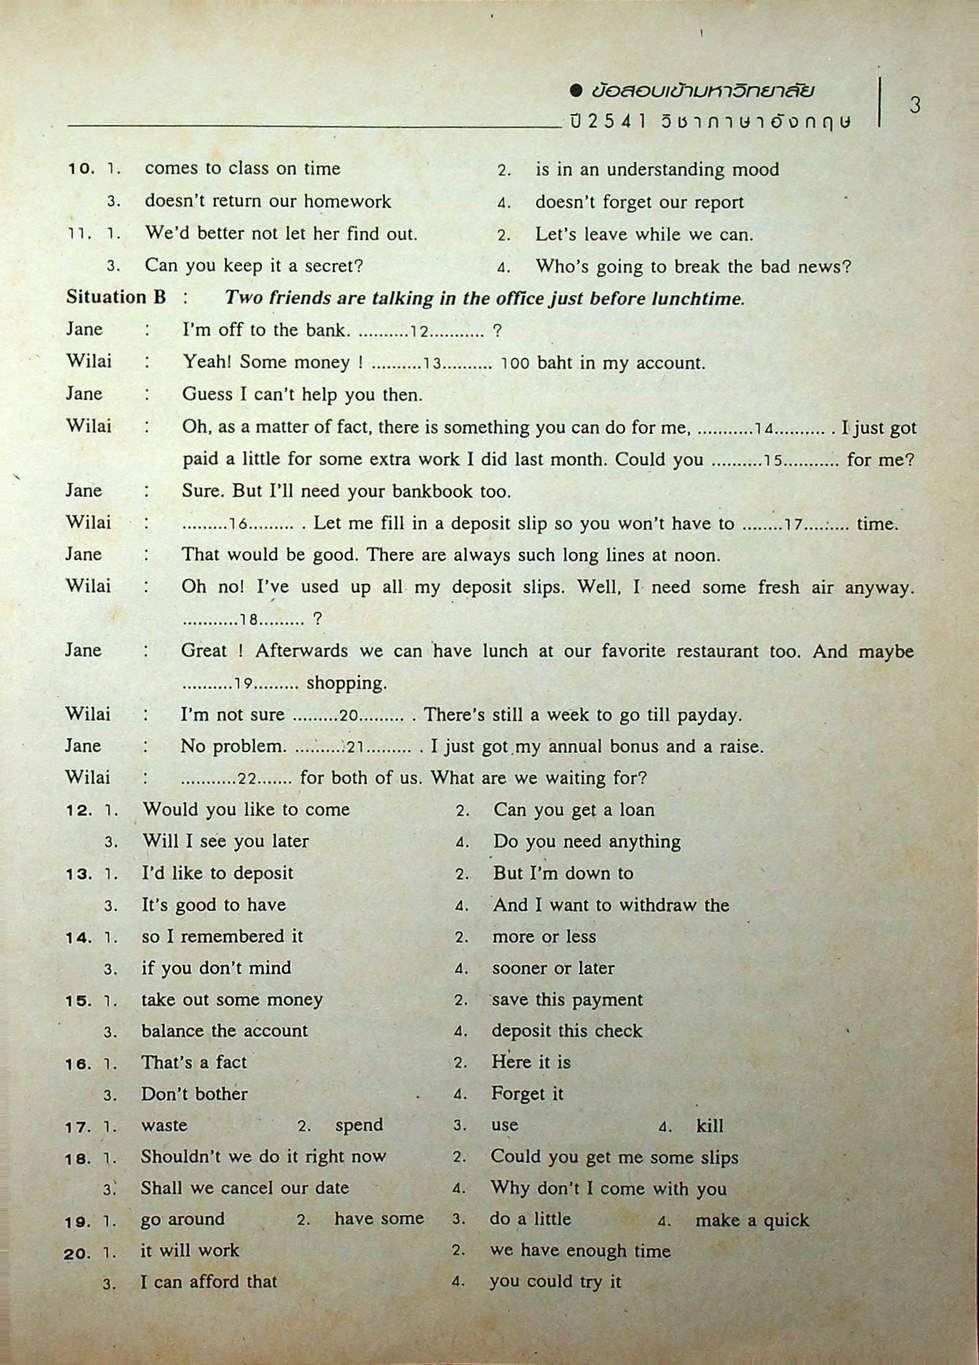 ● ข้อสอบเข้ามหาวิทยาลัย
ปี2541 วิชาภาษาอังกฤษ
3
10. 1. comes to class on time 2. is in an understanding mood
3. doesn't return our homework 4. doesn't forget our report
11. 1. We'd better not let her find out. 2. Let's leave while we can.
3. Can you keep it a secret? 4. Who's going to break the bad news?
Situation B : Two friends are talking in the office just before lunchtime.
Jane : I'm off to the bank. ..........12........... ?
Wilai : Yeah! Some money ! ..........13.......... 100 baht in my account.
Jane : Guess I can't help you then.
Wilai : Oh, as a matter of fact, there is something you can do for me, ...........14.......... . I just got
paid a little for some extra work I did last month. Could you ..........15........... for me?
Jane : Sure. But I'll need your bankbook too.
Wilai : .........16......... . Let me fill in a deposit slip so you won't have to ........17......... time.
Jane : That would be good. There are always such long lines at noon.
Wilai : Oh no! I've used up all my deposit slips. Well, I need some fresh air anyway.
...........18......... ?
Jane : Great ! Afterwards we can have lunch at our favorite restaurant too. And maybe
..........19......... shopping.
Wilai : I'm not sure .........20......... . There's still a week to go till payday.
Jane : No problem. ..........21......... . I just got my annual bonus and a raise.
Wilai : ...........22....... for both of us. What are we waiting for?
12. 1. Would you like to come 2. Can you get a loan
3. Will I see you later 4. Do you need anything
13. 1. I'd like to deposit 2. But I'm down to
3. It's good to have 4. And I want to withdraw the
14. 1. so I remembered it 2. more or less
3. if you don't mind 4. sooner or later
15. 1. take out some money 2. save this payment
3. balance the account 4. deposit this check
16. 1. That's a fact 2. Here it is
3. Don't bother 4. Forget it
17. 1. waste 2. spend 3. use 4. kill
18. 1. Shouldn't we do it right now 2. Could you get me some slips
3. Shall we cancel our date 4. Why don't I come with you
19. 1. go around 2. have some 3. do a little 4. make a quick
20. 1. it will work 2. we have enough time
3. I can afford that 4. you could try it